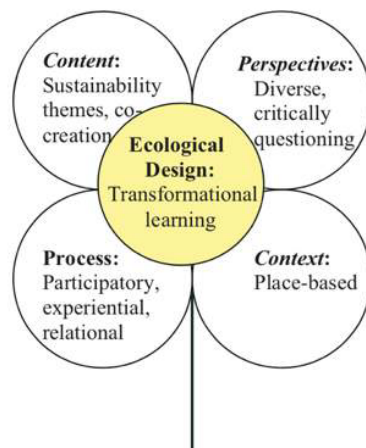 Content:
Sustainability
themes, co-
creation
Perspectives:
Diverse,
critically
questioning
Ecological
Design:
Transformational
learning
Process:
Participatory,
experiential,
relational
Context:
Place-based